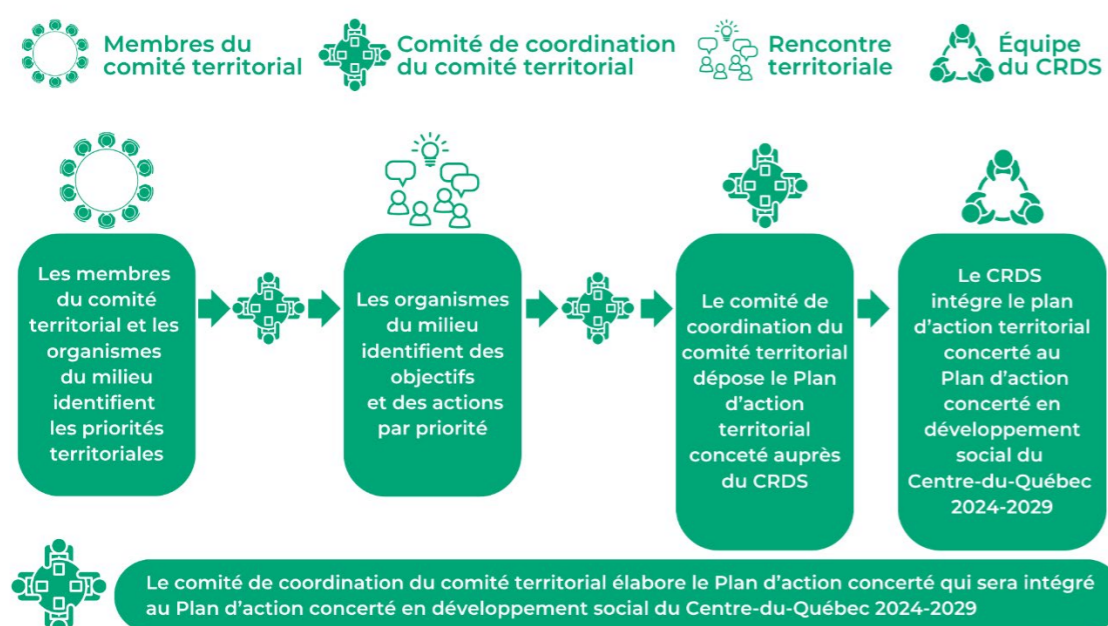 Membres du
comité territorial
Comité de coordination
du comité territorial
Rencontre
territoriale
Équipe
du CRDS
Les membres
du comité
territorial et les
organismes
du milieu
identifient
les priorités
territoriales
Les organismes
du milieu
identifient des
objectifs
et des actions
par priorité
Le comité de
coordination du
comité territorial
dépose le Plan
d'action
territorial
conceté auprès
du CRDS
Le CRDS
intégre le plan
d'action territorial
concerté au
Plan d'action
concerté en
développement
social du
Centre-du-Québec
2024-2029
Le comité de coordination du comité territorial élabore le Plan d'action concerté qui sera intégré
au Plan d'action concerté en développement social du Centre-du-Québec 2024-2029